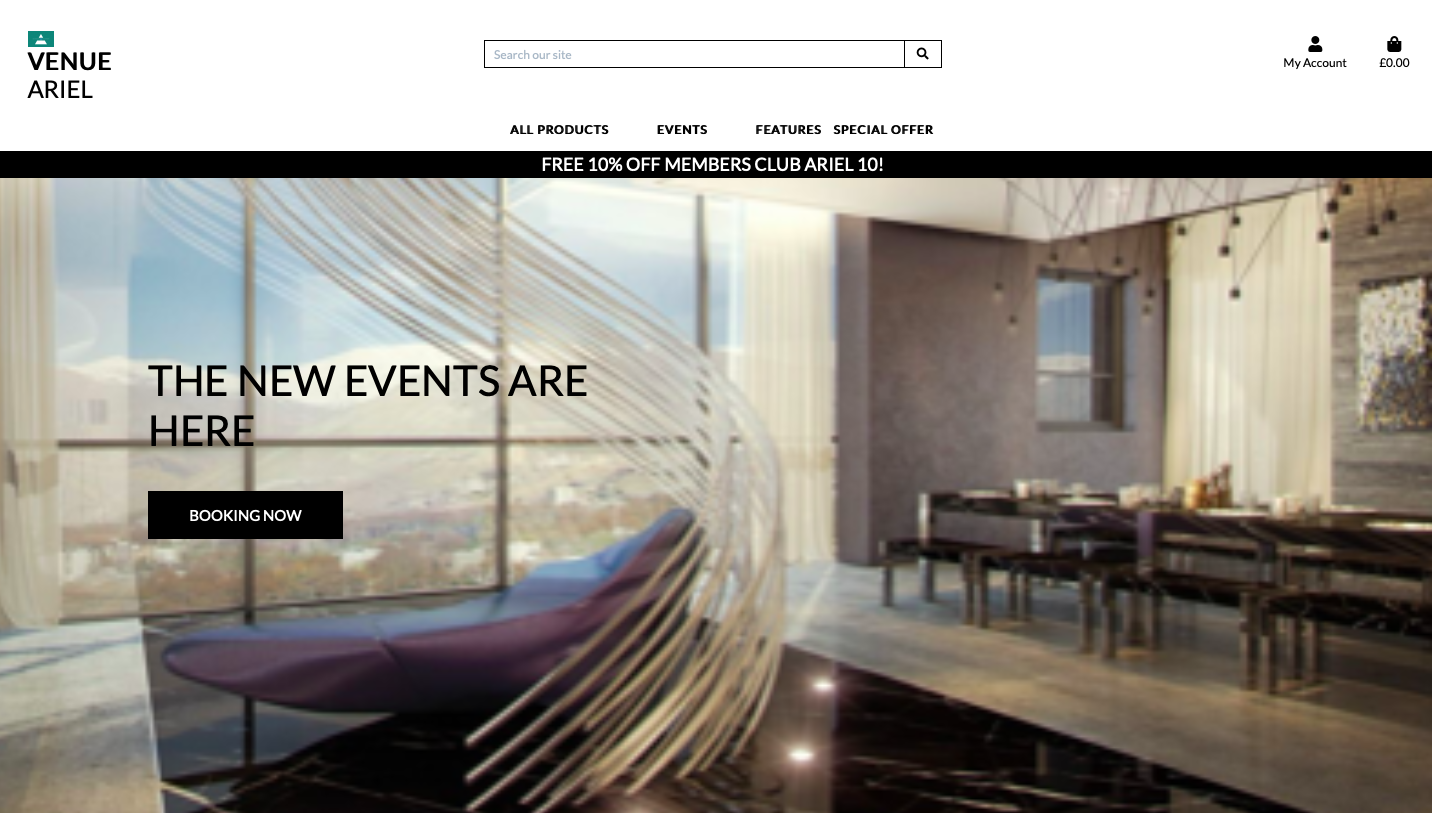 VENUE
ARIEL
Search our site
My Account
£0.00
ALL PRODUCTS
EVENTS
FEATURES
SPECIAL OFFER
FREE 10% OFF MEMBERS CLUB ARIEL 10!
THE NEW EVENTS ARE
HERE
BOOKING NOW